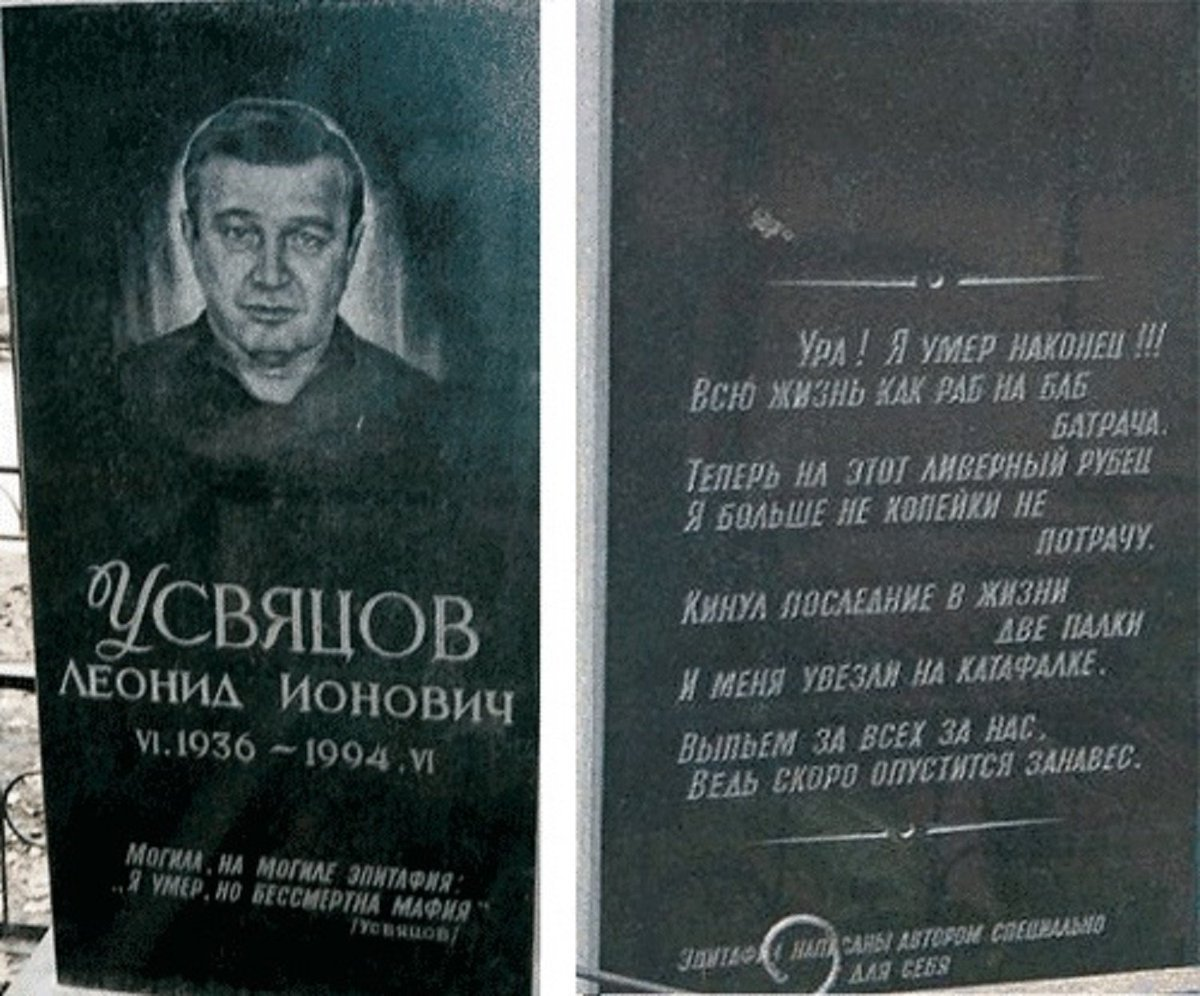 Усвяцов
Леонид Ионович
VI.1936 ~ 1994.VI
Могила, на могиле эпитафия:
„Я умер, но бессмертна мафия"
/Усвяцов/
Ура! Я умер наконец!!!
Всю жизнь как раб на баб
батрача.
Теперь на этот ливерный рубец
Я больше не копейки не
потрачу.
Кинул последние в жизни
две палки
И меня увезли на катафалке.
Выпьем за всех за нас.
Ведь скоро опустится занавес.
Эпитафии написаны автором специально
для себя